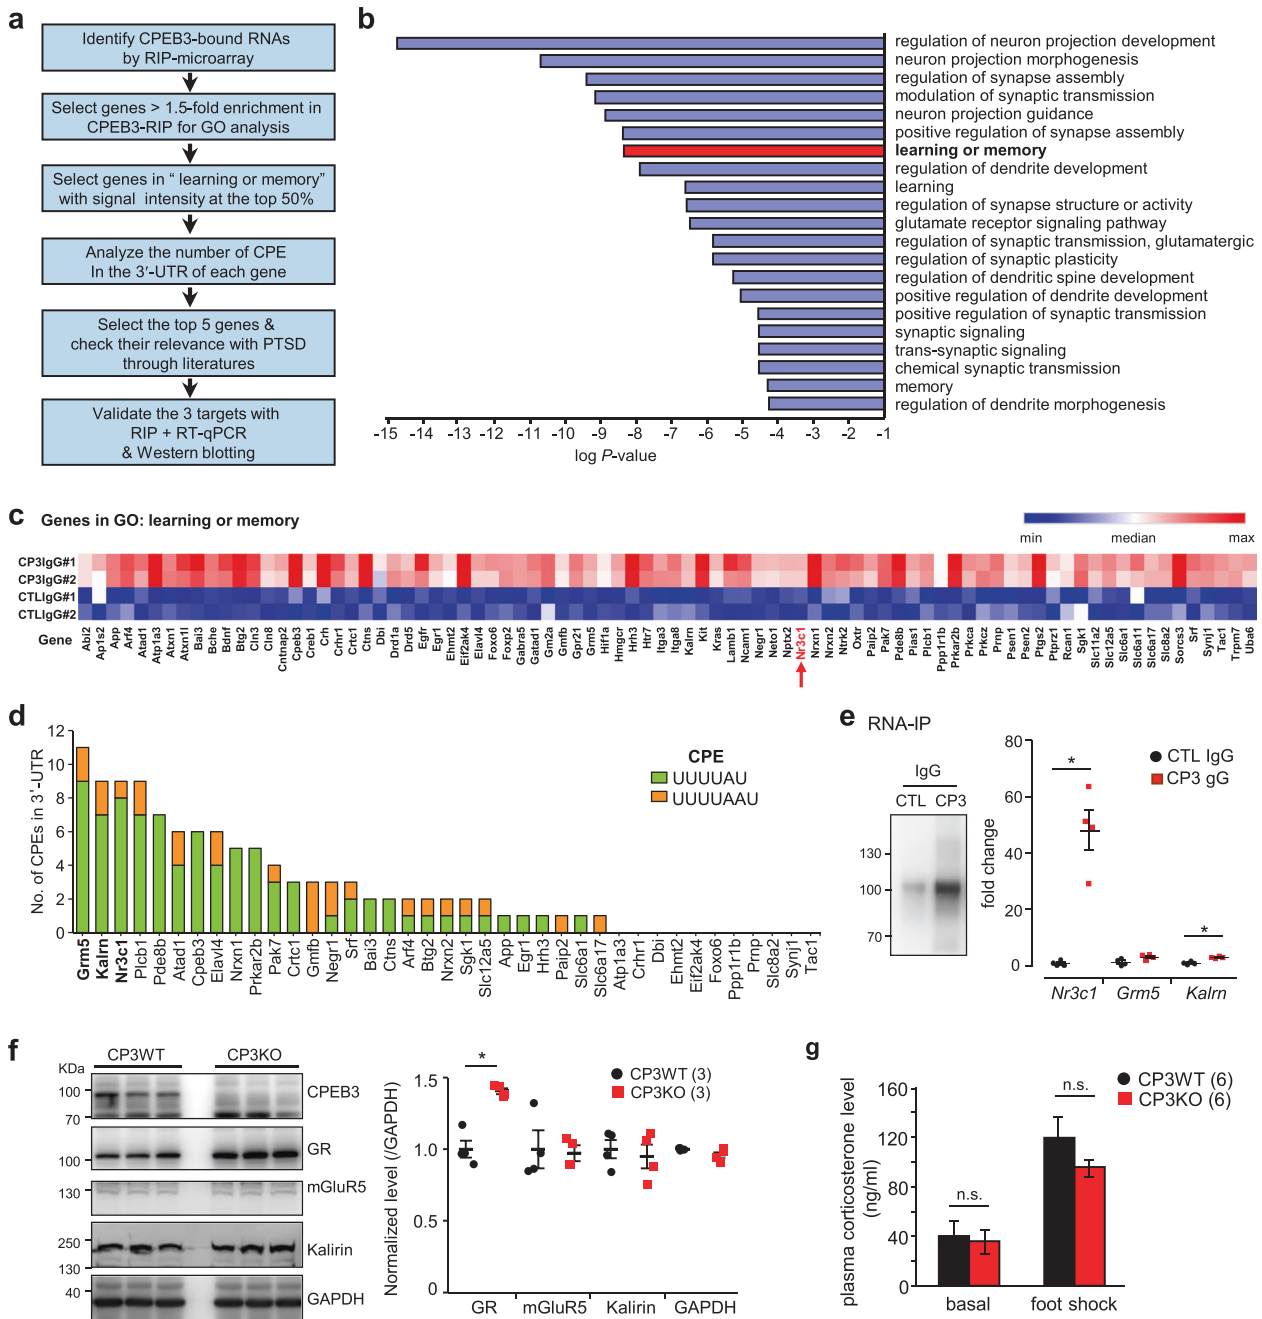 a
Identify CPEB3-bound RNAs
by RIP-microarray
Select genes > 1.5-fold enrichment in
CPEB3-RIP for GO analysis
Select genes in “ learning or memory”
with signal intensity at the top 50%
Analyze the number of CPE
In the 3′-UTR of each gene
Select the top 5 genes &
check their relevance with PTSD
through literatures
Validate the 3 targets with
RIP + RT-qPCR
& Western blotting
b
regulation of neuron projection development
neuron projection morphogenesis
regulation of synapse assembly
modulation of synaptic transmission
neuron projection guidance
positive regulation of synapse assembly
learning or memory
regulation of dendrite development
learning
regulation of synapse structure or activity
glutamate receptor signaling pathway
regulation of synaptic transmission, glutamatergic
regulation of synaptic plasticity
regulation of dendritic spine development
positive regulation of dendrite development
positive regulation of synaptic transmission
synaptic signaling
trans-synaptic signaling
chemical synaptic transmission
memory
regulation of dendrite morphogenesis
-15 -14 -13 -12 -11 -10 -9 -8 -7 -6 -5 -4 -3 -2 -1
log P-value
c Genes in GO: learning or memory
min median max
CP3IgG#1
CP3IgG#2
CTLIgG#1
CTLIgG#2
Gene Abi2 Ap1s2 App Arf4 Atad1 Atp1a3 Atxn1 Atxn1l Bai3 Bche Bdnf Btg2 Cln3 Cln8 Cntnap2 Cpeb3 Creb1 Crh Crhr1 Crtc1 Ctns Dbi Drd1a Drd5 Egfr Egr1 Ehmt2 Eif2ak4 Elavl4 Foxo6 Foxp2 Gabra5 Gatad1 Gm2a Gmfb Gpr21 Grm5 Hif1a Hmgcr Hrh3 Htr7 Itga3 Itga8 Kalrn Kit Kras Lamb1 Ncam1 Negr1 Neto1 Nptx2 Nr3c1 Nrxn1 Nrxn2 Ntrk2 Oxtr Paip2 Pak7 Pde8b Pias1 Plcb1 Ppp1r1b Prkar2b Prkca Prkcz Prnp Psen1 Psen2 Ptgs2 Ptprz1 Rcan1 Sgk1 Slc11a2 Slc12a5 Slc6a1 Slc6a11 Slc6a17 Slc8a2 Sorcs3 Srf Synj1 Tac1 Trpm7 Uba6
d
No. of CPEs in 3′-UTR
12
10
8
6
4
2
0
CPE
UUUUAU
UUUUAAU
Grm5 Kalrn Nr3c1 Plcb1 Pde8b Atad1 Cpeb3 Elavl4 Nrxn1 Prkar2b Pak7 Crtc1 Gmfb Negr1 Srf Bai3 Ctns Arf4 Btg2 Nrxn2 Sgk1 Slc12a5 App Egr1 Hrh3 Paip2 Slc6a1 Slc6a17 Atp1a3 Crhr1 Dbi Ehmt2 Eif2ak4 Foxo6 Ppp1r1b Prnp Slc8a2 Synj1 Tac1
e RNA-IP
IgG
CTL CP3
130
100
70
fold change
80
60
40
20
0
*
*
CTL IgG
CP3 gG
Nr3c1 Grm5 Kalrn
f
CP3WT CP3KO
KDa
100
70
CPEB3
100
GR
130
mGluR5
250
130
Kalirin
40
GAPDH
Normalized level (/GAPDH)
1.5
1.0
0.5
0
*
CP3WT (3)
CP3KO (3)
GR mGluR5 Kalirin GAPDH
g
plasma corticosterone level
(ng/ml)
160
120
80
40
0
CP3WT (6)
CP3KO (6)
n.s.
n.s.
basal foot shock